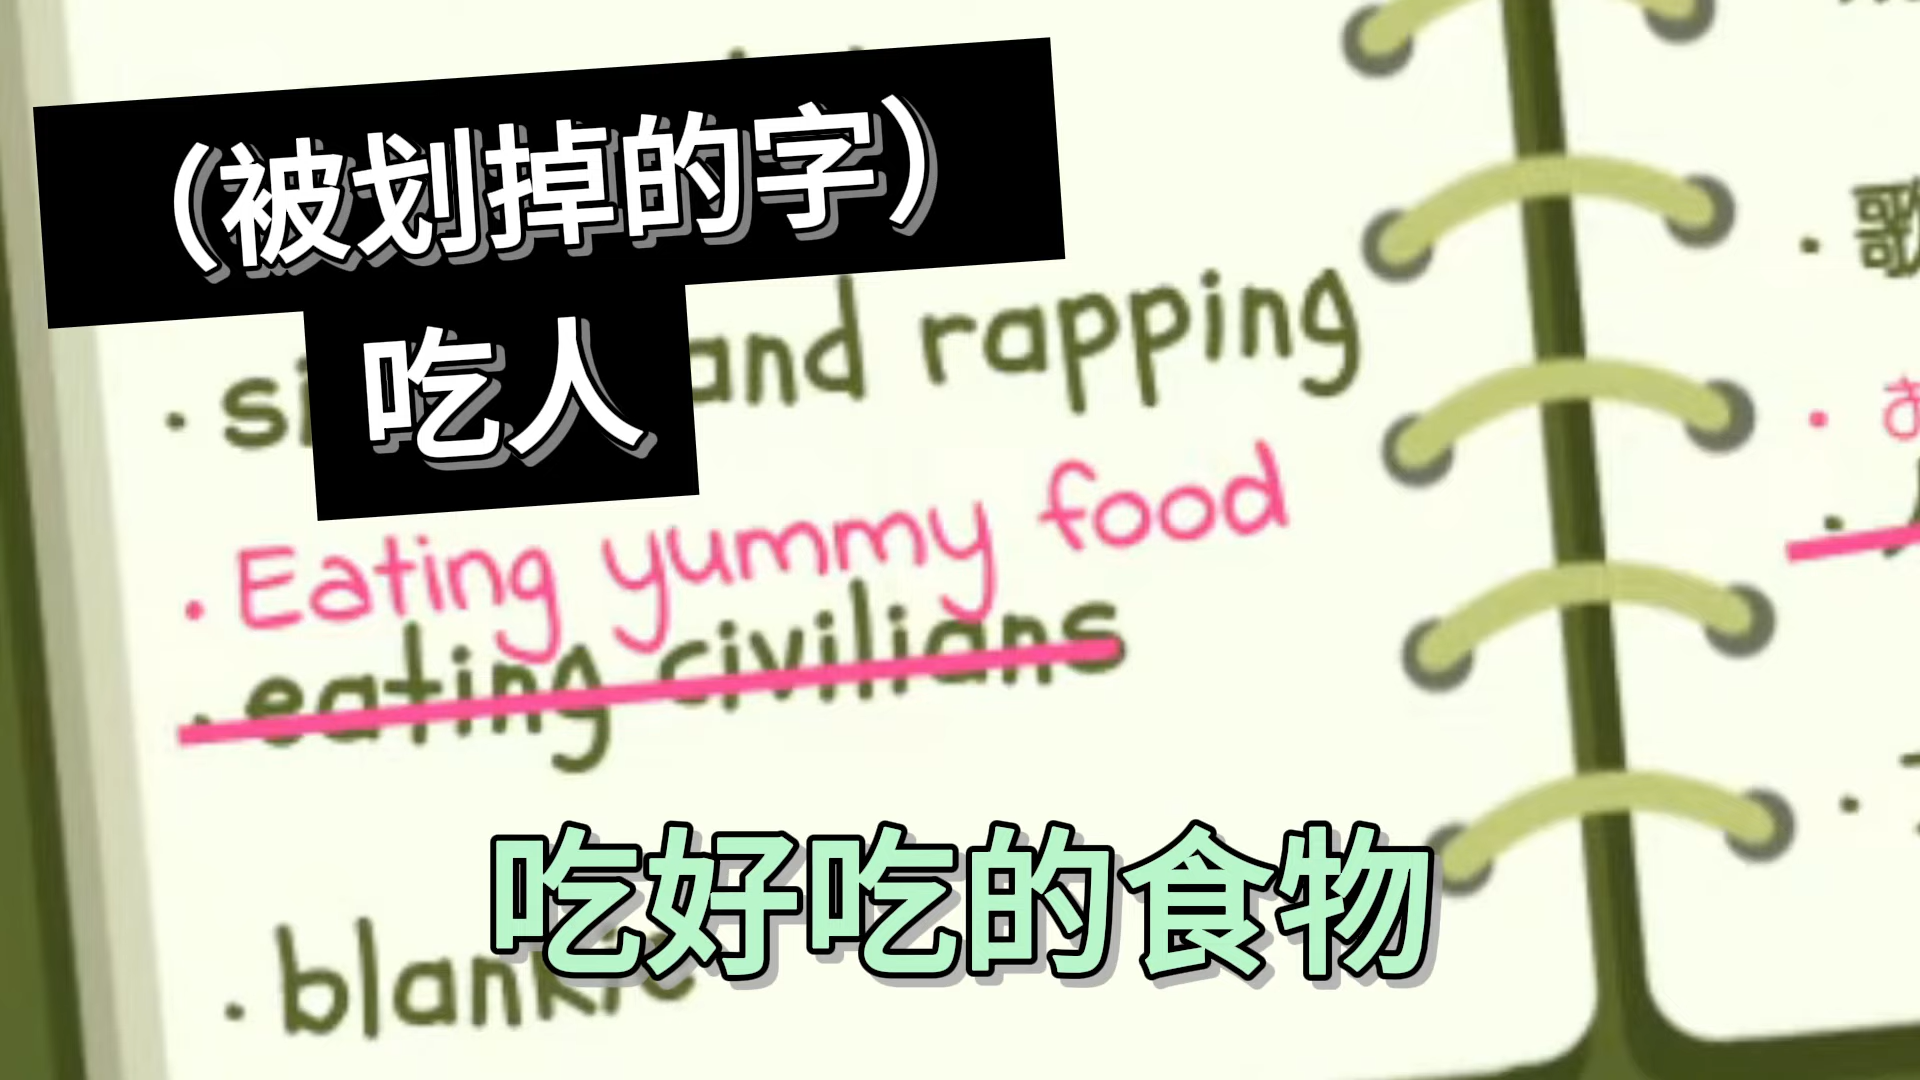 （被划掉的字）
吃人
and rapping
· Eating yummy food
· eating civilians
吃好吃的食物
· blankie
· 歌